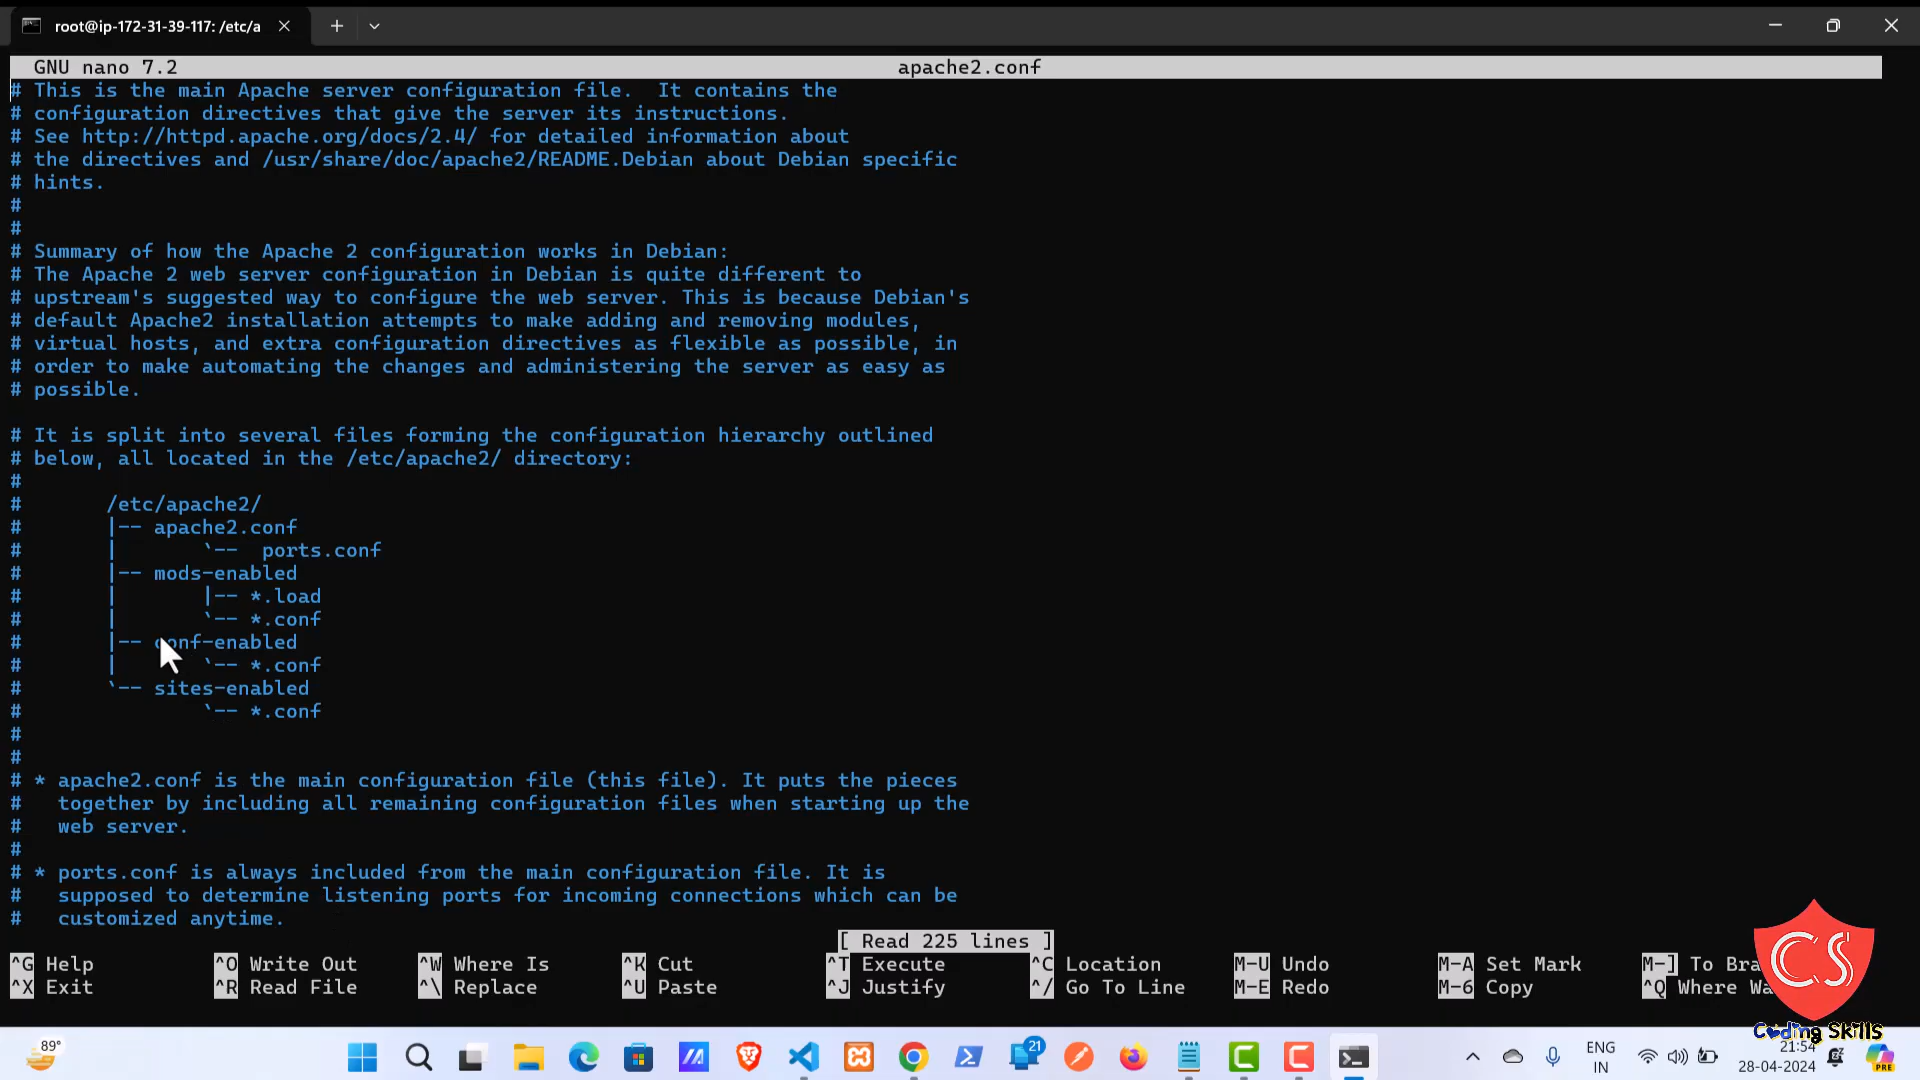 root@ip-172-31-39-117: /etc/a
GNU nano 7.2 apache2.conf
# This is the main Apache server configuration file.  It contains the
# configuration directives that give the server its instructions.
# See http://httpd.apache.org/docs/2.4/ for detailed information about
# the directives and /usr/share/doc/apache2/README.Debian about Debian specific
# hints.
#
#
# Summary of how the Apache 2 configuration works in Debian:
# The Apache 2 web server configuration in Debian is quite different to
# upstream's suggested way to configure the web server. This is because Debian's
# default Apache2 installation attempts to make adding and removing modules,
# virtual hosts, and extra configuration directives as flexible as possible, in
# order to make automating the changes and administering the server as easy as
# possible.
# It is split into several files forming the configuration hierarchy outlined
# below, all located in the /etc/apache2/ directory:
#
#       /etc/apache2/
#       |-- apache2.conf
#       |       `--  ports.conf
#       |-- mods-enabled
#       |       |-- *.load
#       |       `-- *.conf
#       |-- conf-enabled
#       |       `-- *.conf
#       `-- sites-enabled
#               `-- *.conf
#
#
# * apache2.conf is the main configuration file (this file). It puts the pieces
#   together by including all remaining configuration files when starting up the
#   web server.
#
# * ports.conf is always included from the main configuration file. It is
#   supposed to determine listening ports for incoming connections which can be
#   customized anytime.
[ Read 225 lines ]
^G Help ^O Write Out ^W Where Is ^K Cut ^T Execute ^C Location M-U Undo M-A Set Mark M-] To Bra
^X Exit ^R Read File ^\ Replace ^U Paste ^J Justify ^/ Go To Line M-E Redo M-6 Copy ^Q Where Wa
CS
Coding Skills
89°
21
ENG
IN
21:54
28-04-2024
PRE